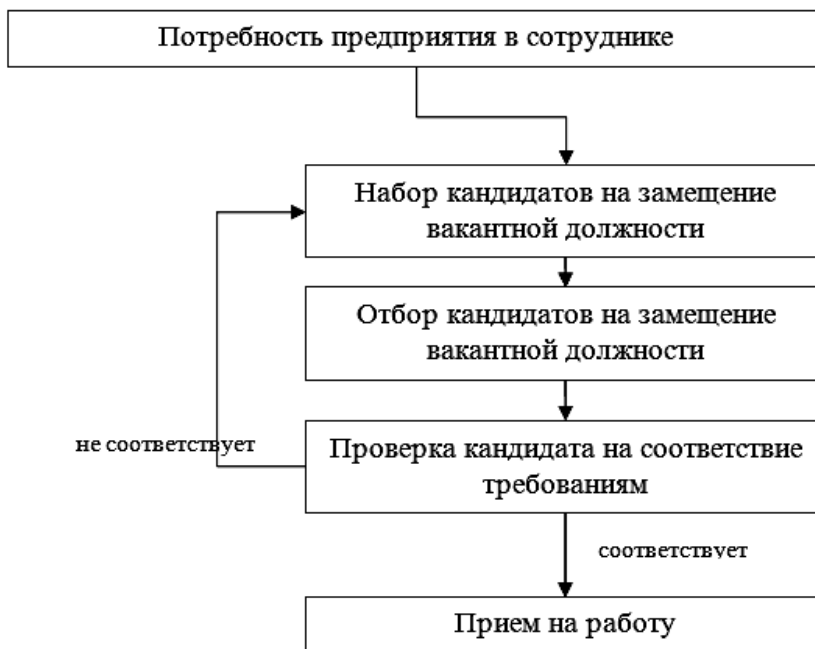 Потребность предприятия в сотруднике
Набор кандидатов на замещение
вакантной должности
Отбор кандидатов на замещение
вакантной должности
не соответствует
Проверка кандидата на соответствие
требованиям
соответствует
Прием на работу